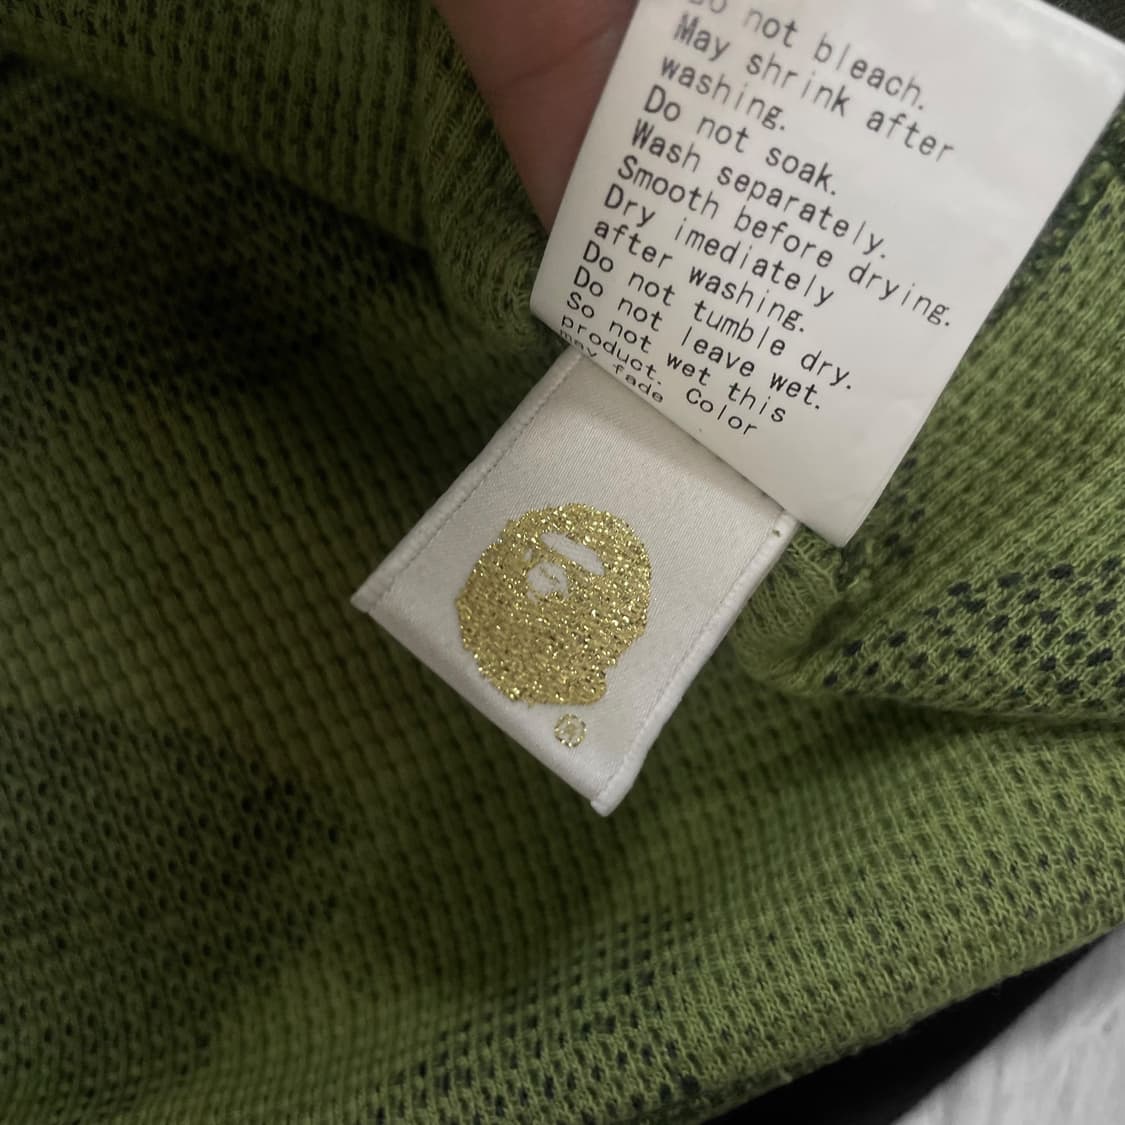 Do not bleach.
May shrink after
washing.
Do not soak.
Wash separately.
Smooth before drying.
Dry imediately
after washing.
Do not tumble dry.
Do not leave wet.
So not wet this
product. Color
may fade
®